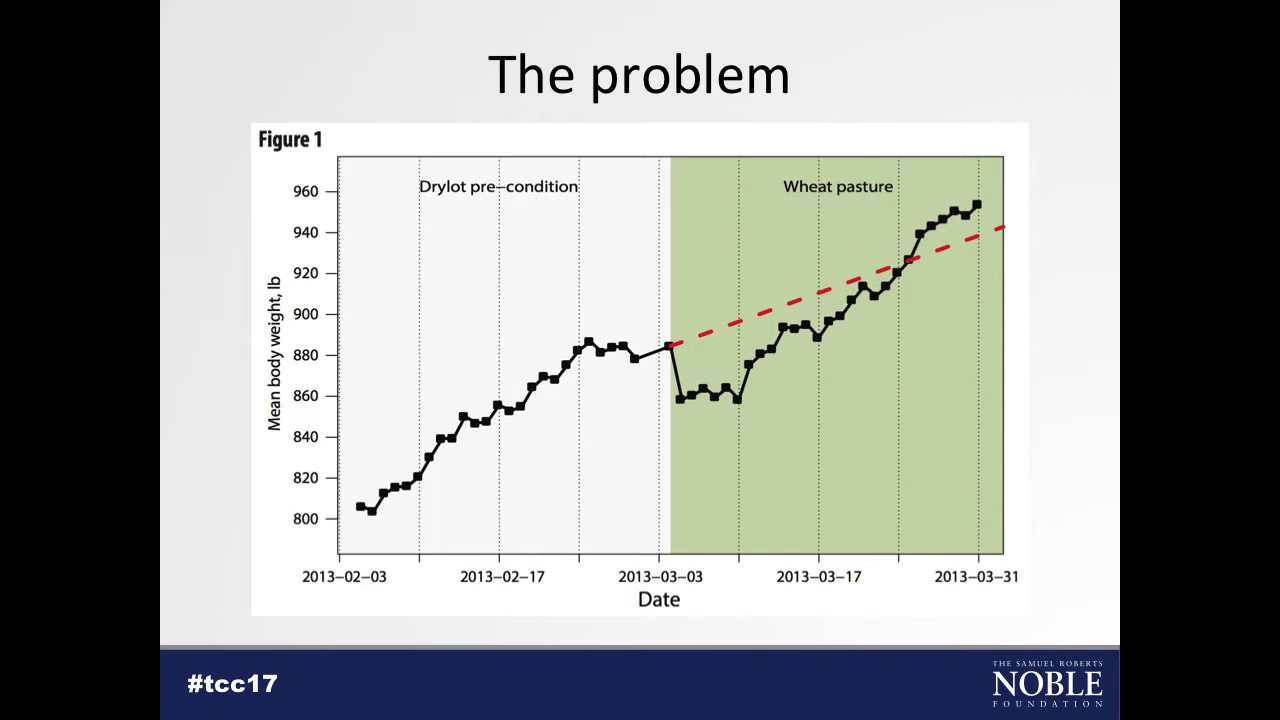 The problem
Figure 1
Drylot pre–condition
Wheat pasture
Mean body weight, lb
960
940
920
900
880
860
840
820
800
2013–02–03
2013–02–17
2013–03–03
2013–03–17
2013–03–31
Date
#tcc17
THE SAMUEL ROBERTS
NOBLE
FOUNDATION